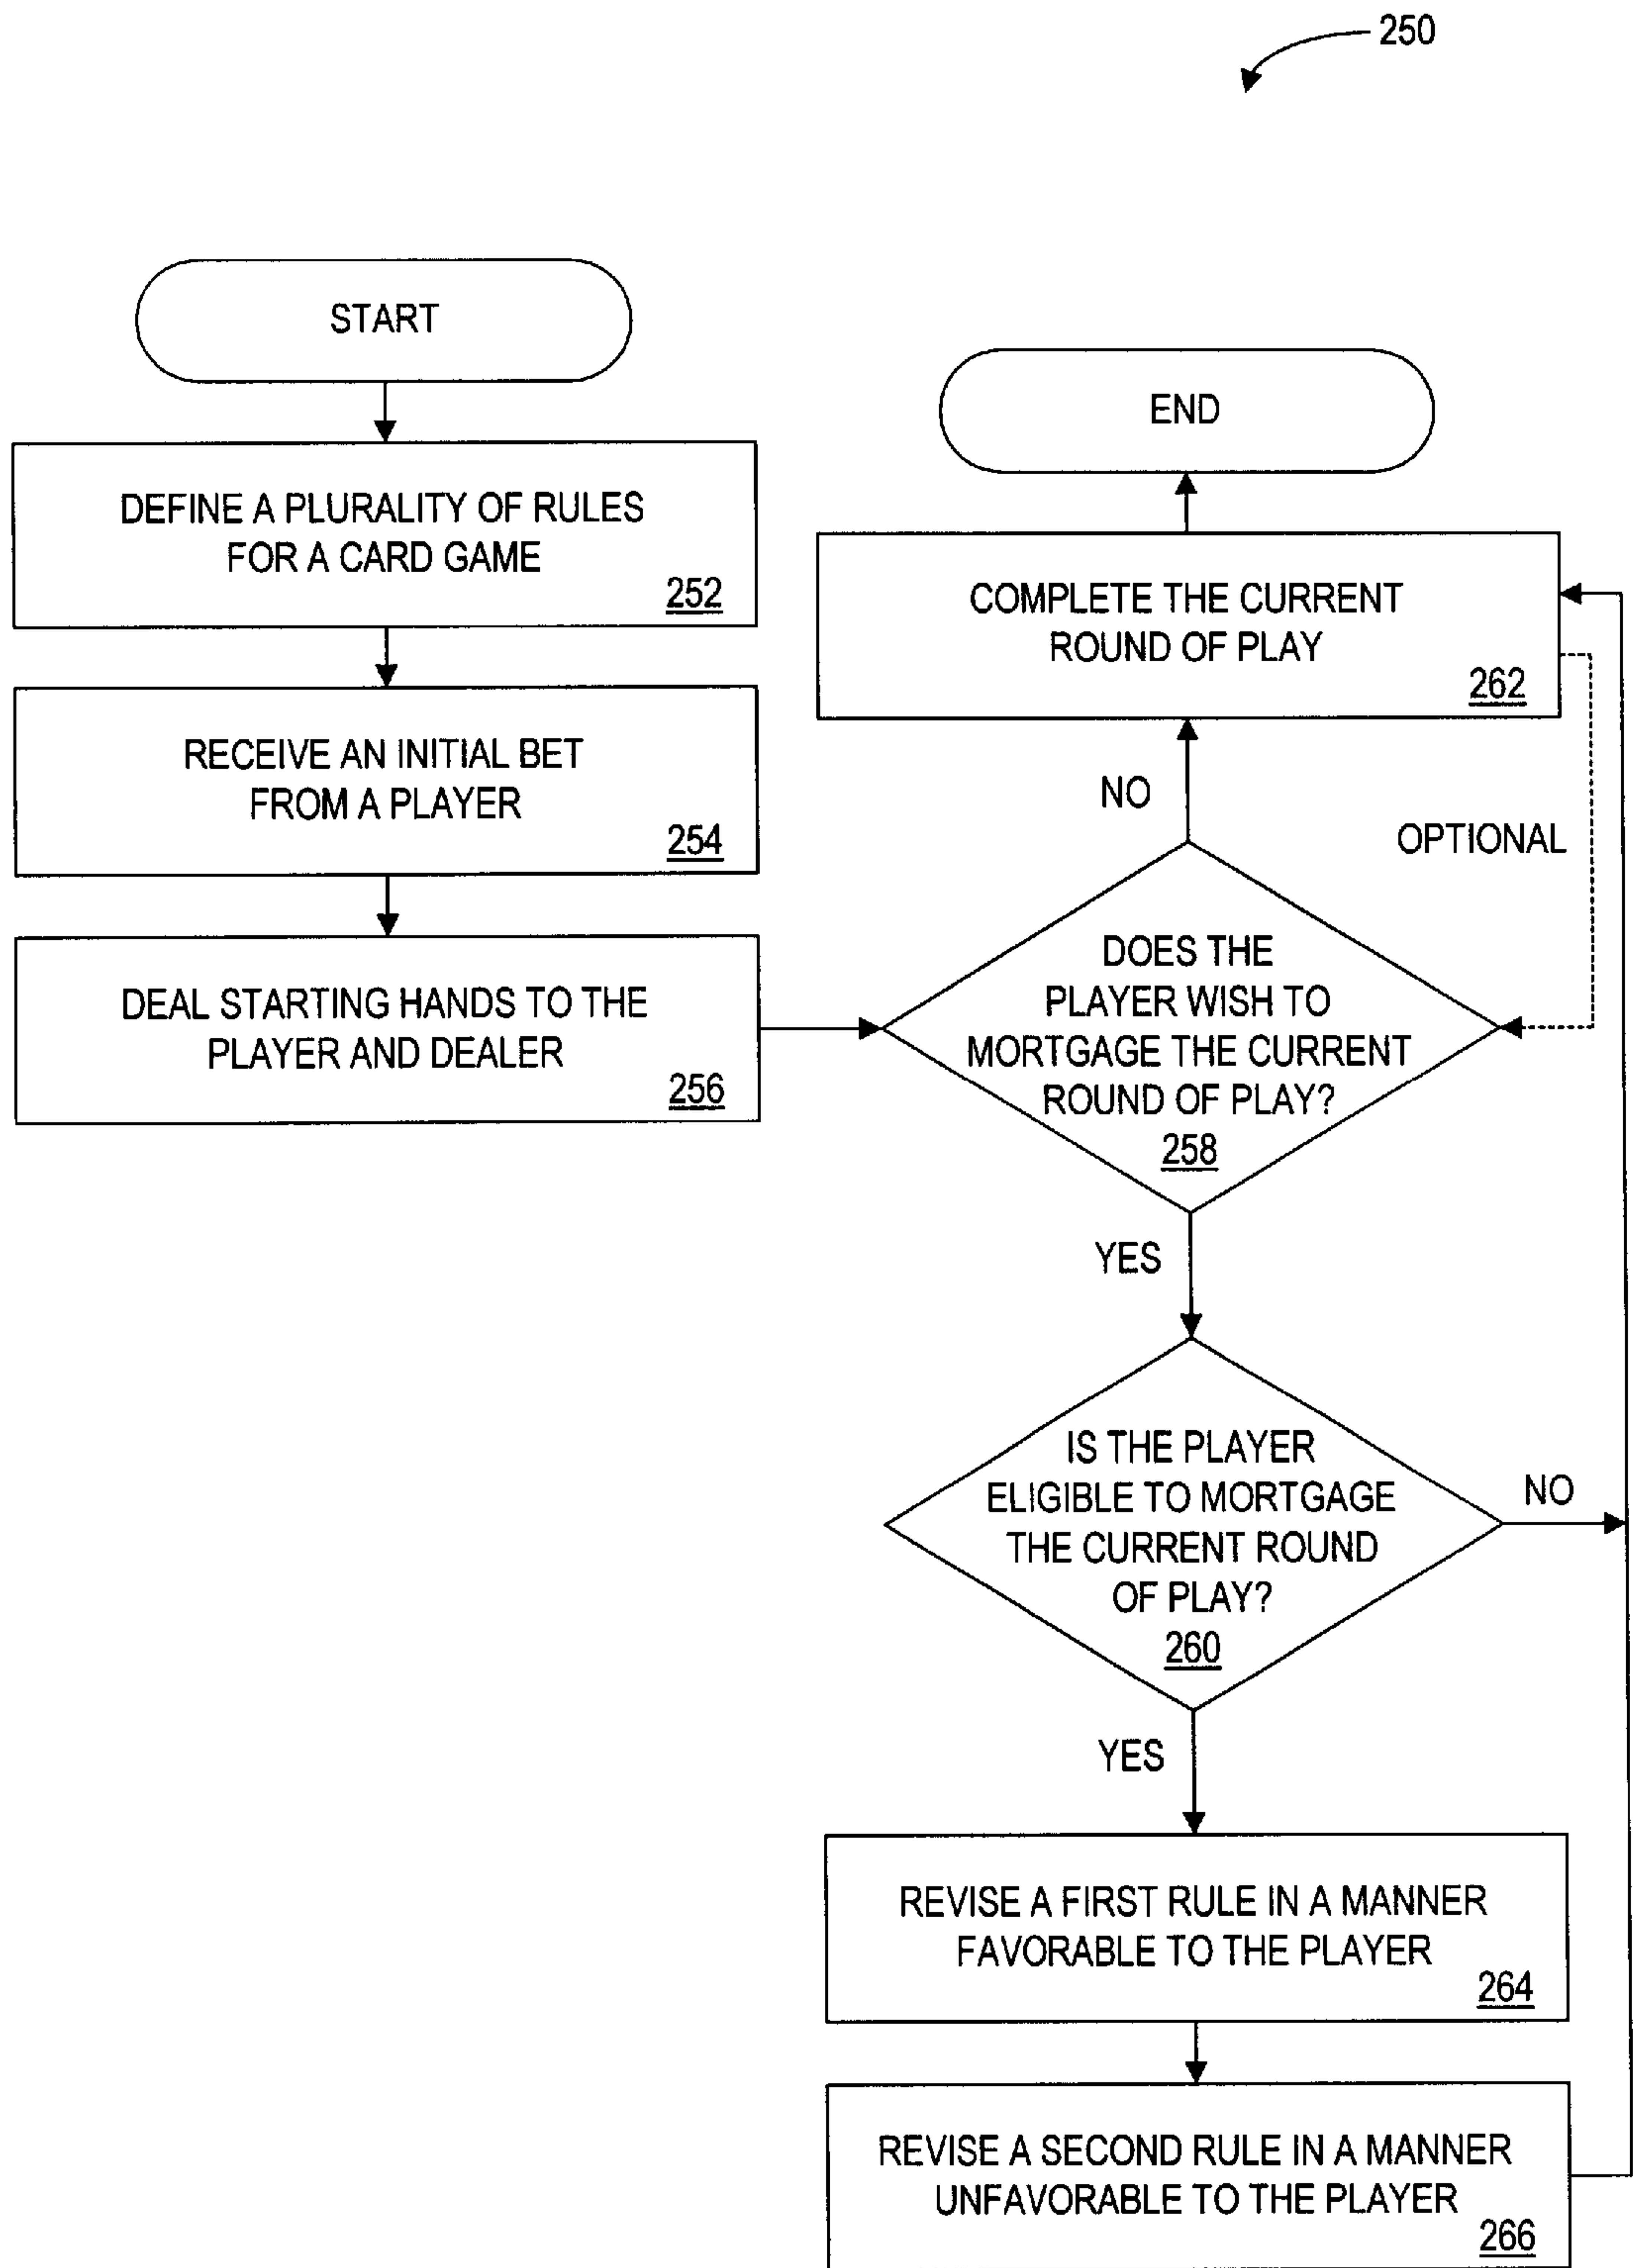 250
START
DEFINE A PLURALITY OF RULES
FOR A CARD GAME
252
RECEIVE AN INITIAL BET
FROM A PLAYER
254
DEAL STARTING HANDS TO THE
PLAYER AND DEALER
256
END
COMPLETE THE CURRENT
ROUND OF PLAY
262
NO
OPTIONAL
DOES THE
PLAYER WISH TO
MORTGAGE THE CURRENT
ROUND OF PLAY?
258
YES
IS THE PLAYER
ELIGIBLE TO MORTGAGE
THE CURRENT ROUND
OF PLAY?
260
NO
YES
REVISE A FIRST RULE IN A MANNER
FAVORABLE TO THE PLAYER
264
REVISE A SECOND RULE IN A MANNER
UNFAVORABLE TO THE PLAYER
266